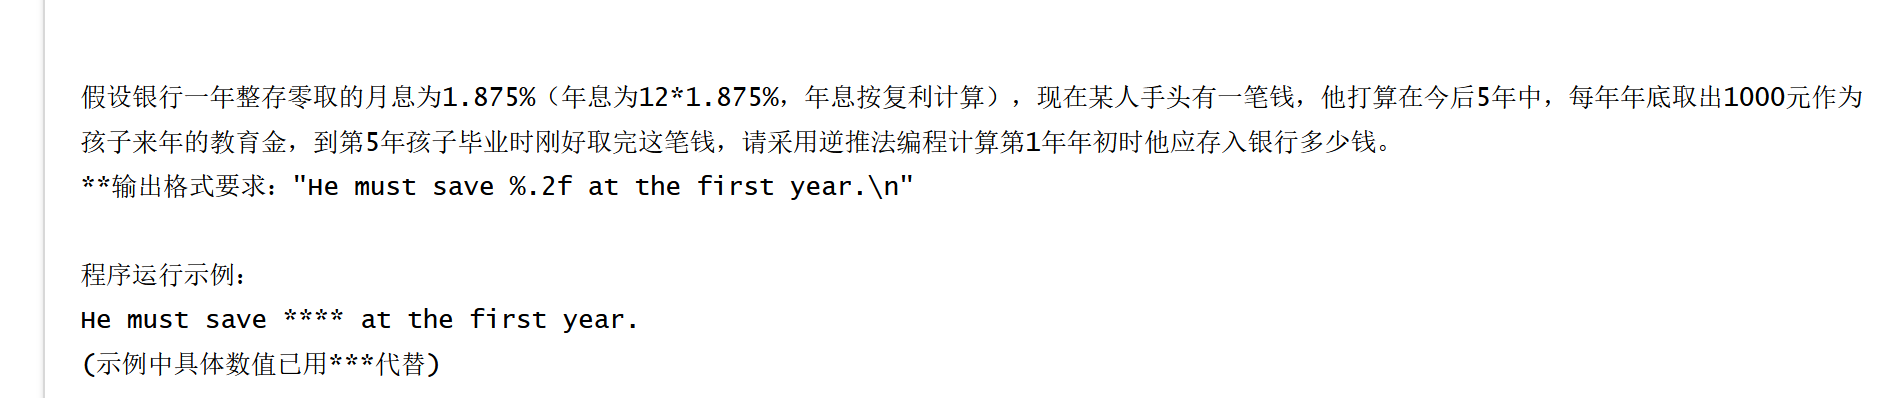 假设银行一年整存零取的月息为1.875%（年息为12*1.875%，年息按复利计算），现在某人手头有一笔钱，他打算在今后5年中，每年年底取出1000元作为
孩子来年的教育金，到第5年孩子毕业时刚好取完这笔钱，请采用逆推法编程计算第1年年初时他应存入银行多少钱。
**输出格式要求："He must save %.2f at the first year.\n"
程序运行示例：
He must save **** at the first year.
(示例中具体数值已用***代替)